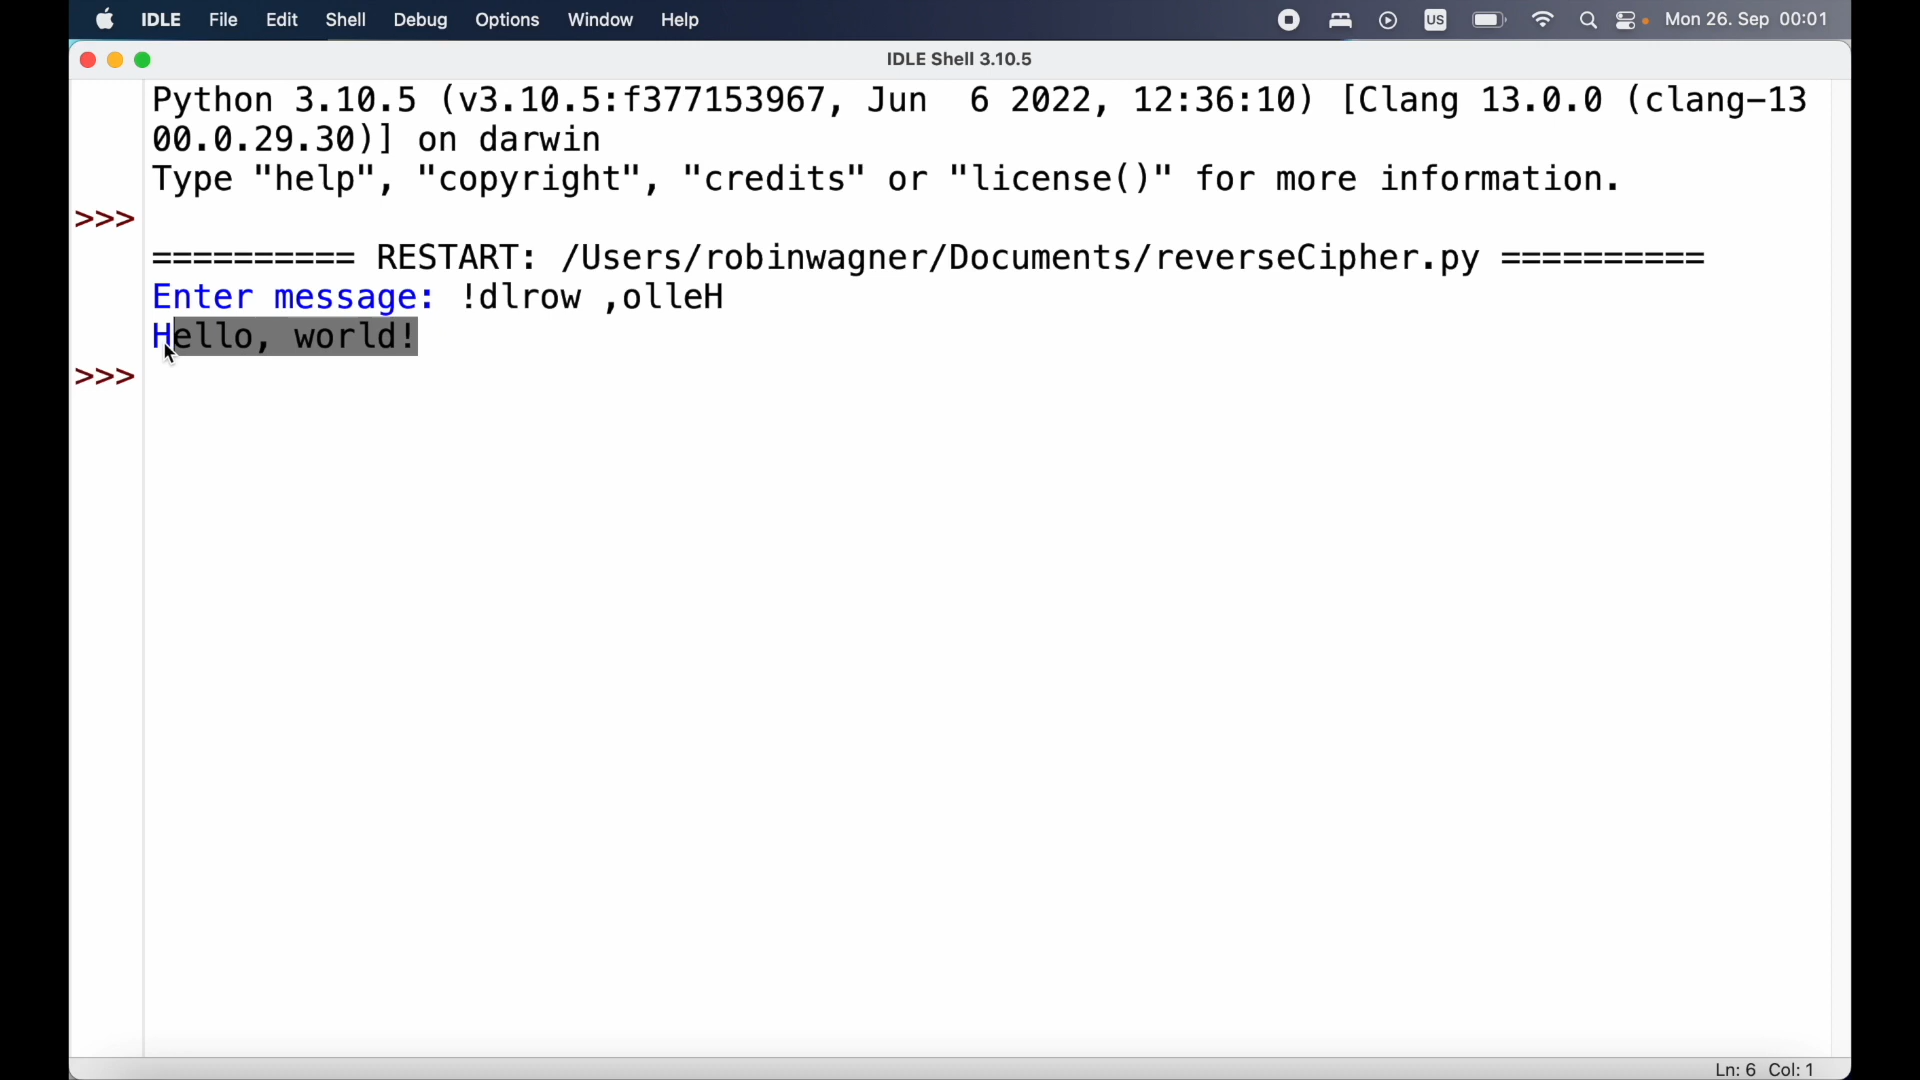 IDLE File Edit Shell Debug Options Window Help US Mon 26. Sep 00:01
IDLE Shell 3.10.5
Python 3.10.5 (v3.10.5:f377153967, Jun  6 2022, 12:36:10) [Clang 13.0.0 (clang-13
00.0.29.30)] on darwin
Type "help", "copyright", "credits" or "license()" for more information.
>>>
========== RESTART: /Users/robinwagner/Documents/reverseCipher.py ==========
Enter message: !dlrow ,olleH
Hello, world!
>>>
Ln: 6 Col: 1